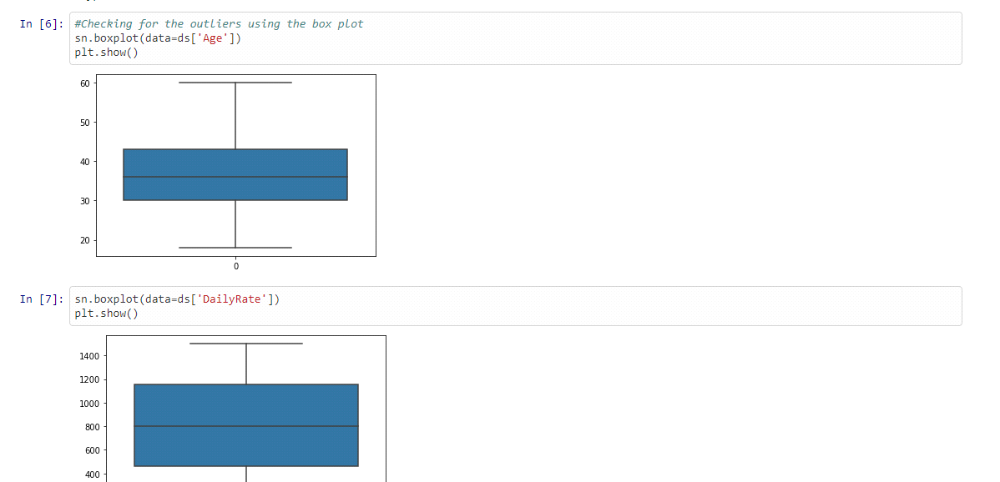 In [6]: #Checking for the outliers using the box plot
sn.boxplot(data=ds['Age'])
plt.show()
60
50
40
30
20
0
In [7]: sn.boxplot(data=ds['DailyRate'])
plt.show()
1400
1200
1000
800
600
400